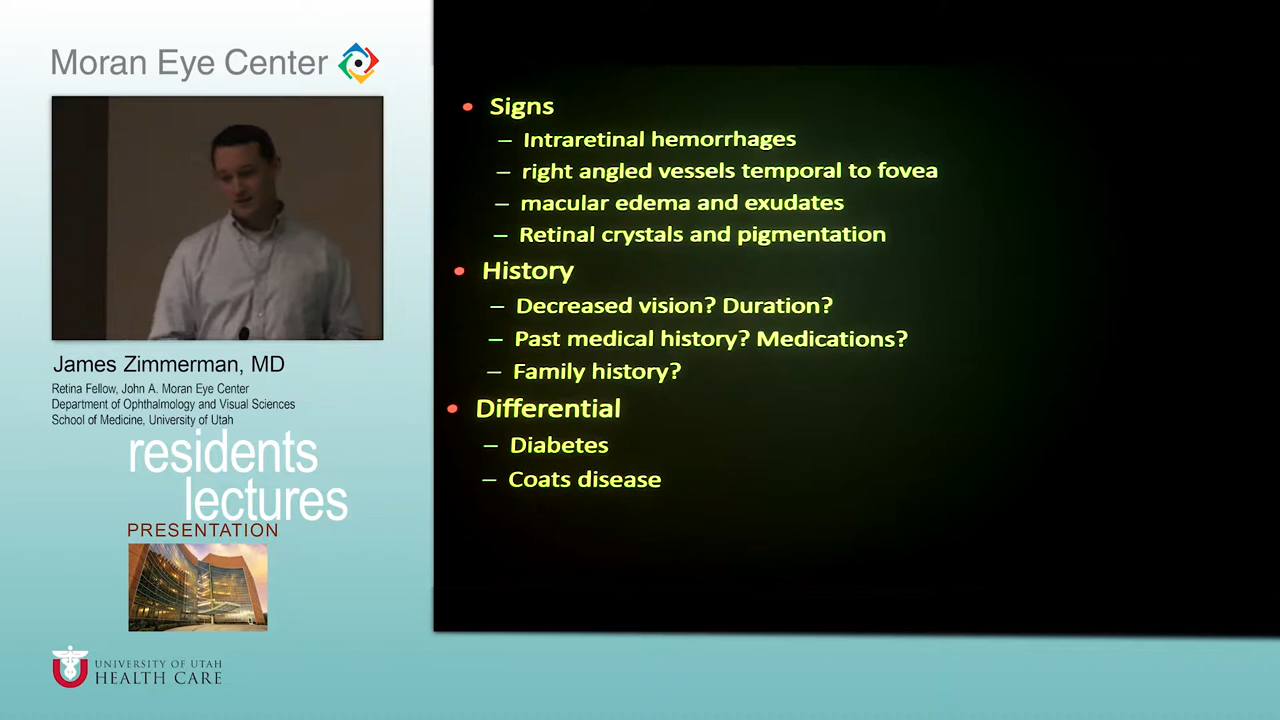 Moran Eye Center
James Zimmerman, MD
Retina Fellow, John A. Moran Eye Center
Department of Ophthalmology and Visual Sciences
School of Medicine, University of Utah
residents
lectures
PRESENTATION
UNIVERSITY OF UTAH
HEALTH CARE
• Signs
– Intraretinal hemorrhages
– right angled vessels temporal to fovea
– macular edema and exudates
– Retinal crystals and pigmentation
• History
– Decreased vision? Duration?
– Past medical history? Medications?
– Family history?
• Differential
– Diabetes
– Coats disease